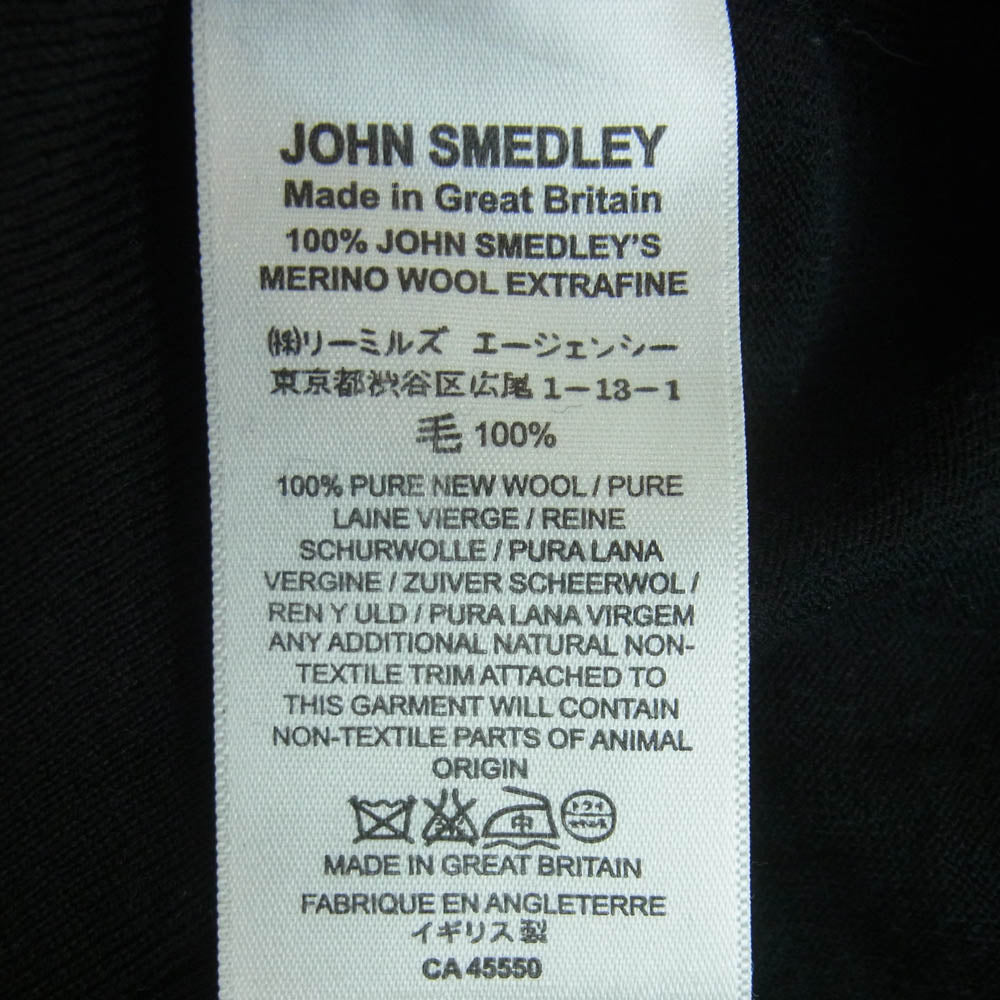 JOHN SMEDLEY
Made in Great Britain
100% JOHN SMEDLEY'S
MERINO WOOL EXTRAFINE
㈱リーミルズ エージェンシー
東京都渋谷区広尾1-13-1
毛 100%
100% PURE NEW WOOL / PURE
LAINE VIERGE / REINE
SCHURWOLLE / PURA LANA
VERGINE / ZUIVER SCHEERWOL /
REN Y ULD / PURA LANA VIRGEM
ANY ADDITIONAL NATURAL NON-
TEXTILE TRIM ATTACHED TO
THIS GARMENT WILL CONTAIN
NON-TEXTILE PARTS OF ANIMAL
ORIGIN
中 ドライ
MADE IN GREAT BRITAIN
FABRIQUE EN ANGLETERRE
イギリス製
CA 45550